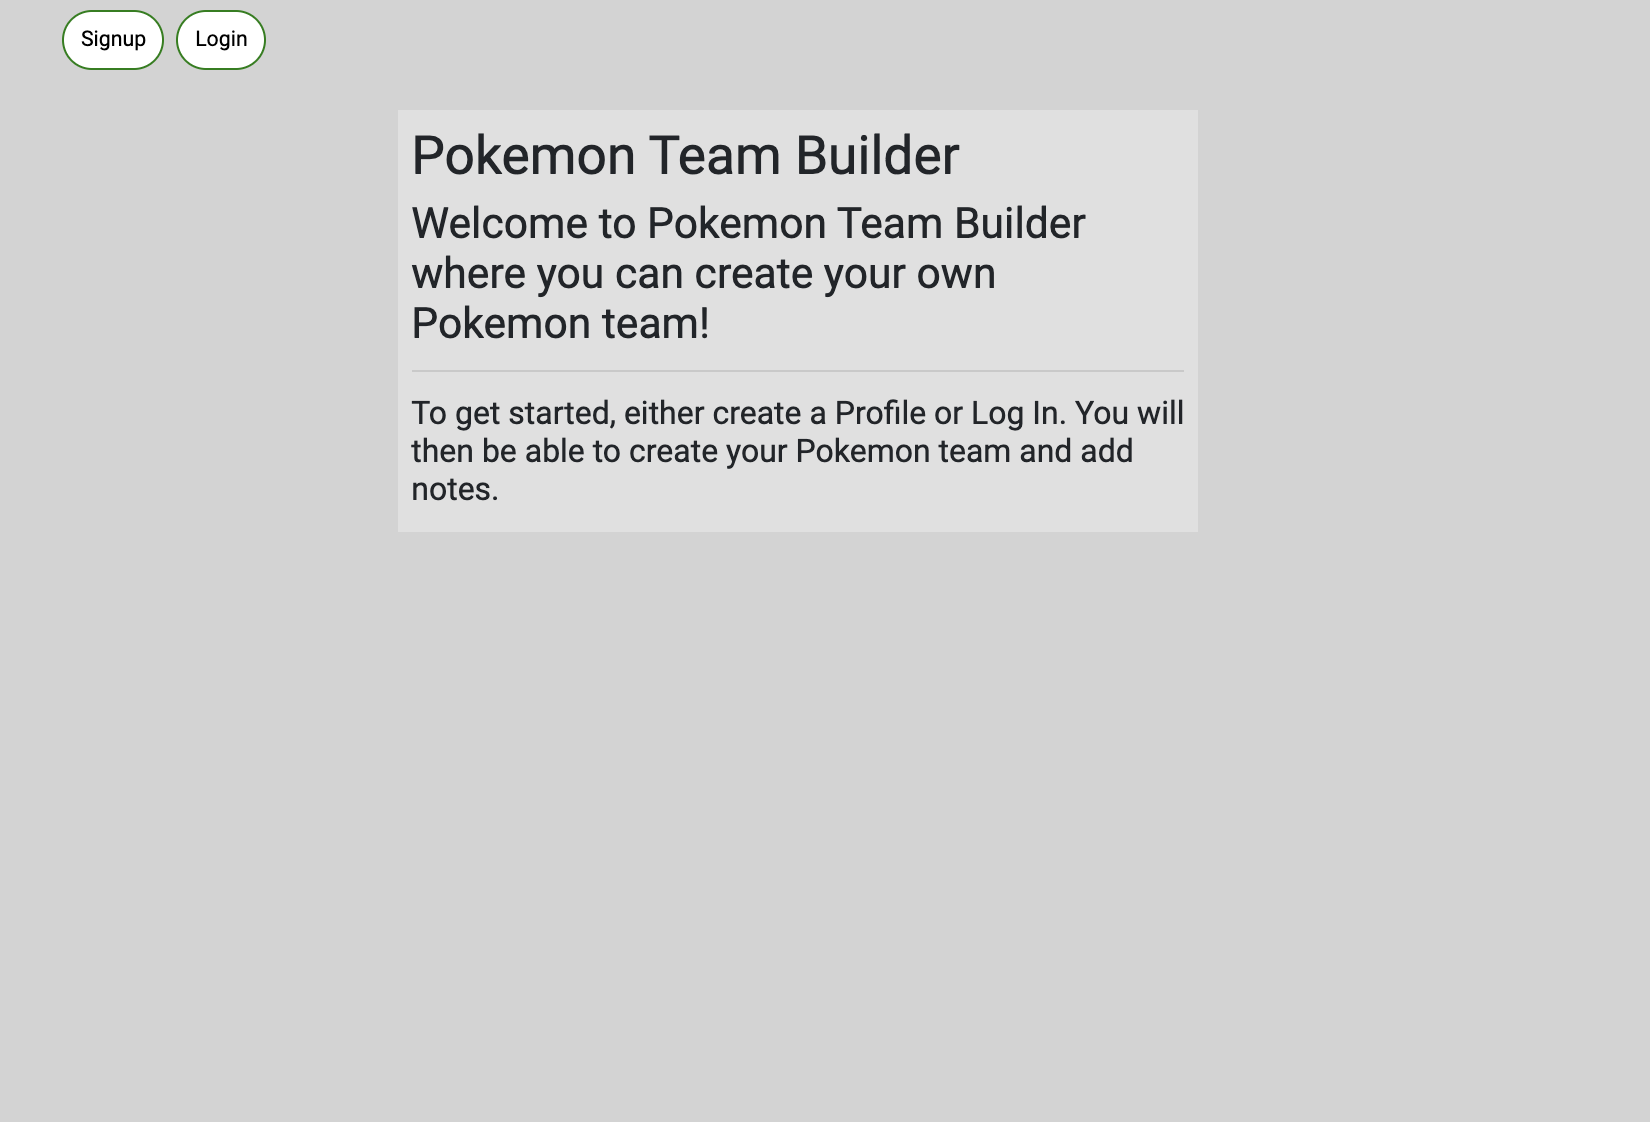 Signup Login
Pokemon Team Builder
Welcome to Pokemon Team Builder
where you can create your own
Pokemon team!
To get started, either create a Profile or Log In. You will
then be able to create your Pokemon team and add
notes.